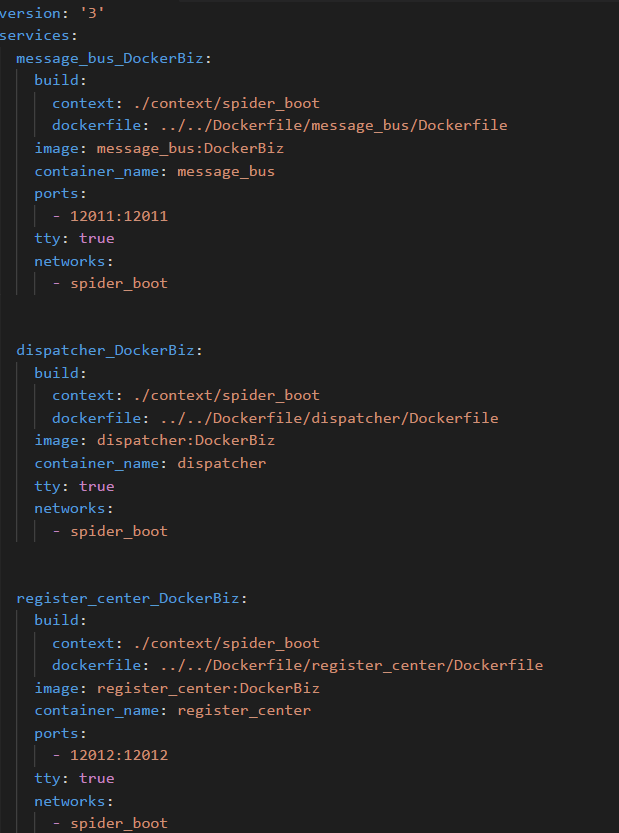 version: '3'
services:
  message_bus_DockerBiz:
    build:
      context: ./context/spider_boot
      dockerfile: ../../Dockerfile/message_bus/Dockerfile
    image: message_bus:DockerBiz
    container_name: message_bus
    ports:
      - 12011:12011
    tty: true
    networks:
      - spider_boot
  dispatcher_DockerBiz:
    build:
      context: ./context/spider_boot
      dockerfile: ../../Dockerfile/dispatcher/Dockerfile
    image: dispatcher:DockerBiz
    container_name: dispatcher
    tty: true
    networks:
      - spider_boot
  register_center_DockerBiz:
    build:
      context: ./context/spider_boot
      dockerfile: ../../Dockerfile/register_center/Dockerfile
    image: register_center:DockerBiz
    container_name: register_center
    ports:
      - 12012:12012
    tty: true
    networks:
      - spider_boot